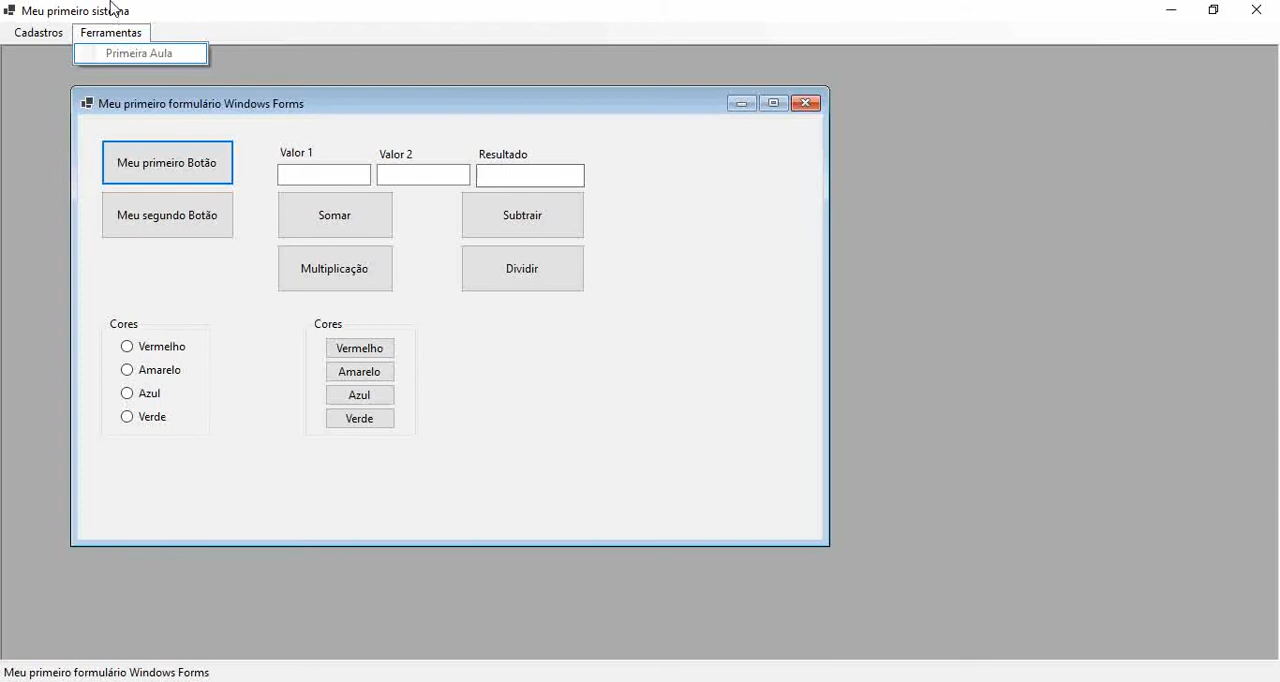 Meu primeiro sistema
Cadastros Ferramentas
Primeira Aula
Meu primeiro formulário Windows Forms
Meu primeiro Botão
Meu segundo Botão
Valor 1 Valor 2 Resultado
Somar Subtrair
Multiplicação Dividir
Cores
Vermelho
Amarelo
Azul
Verde
Cores
Vermelho
Amarelo
Azul
Verde
Meu primeiro formulário Windows Forms